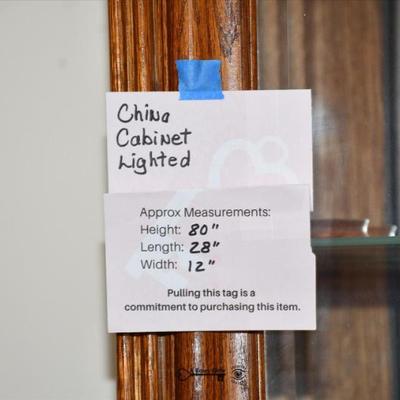 China
Cabinet
Lighted
Approx Measurements:
Height: 80"
Length: 28"
Width: 12"
Pulling this tag is a
commitment to purchasing this item.